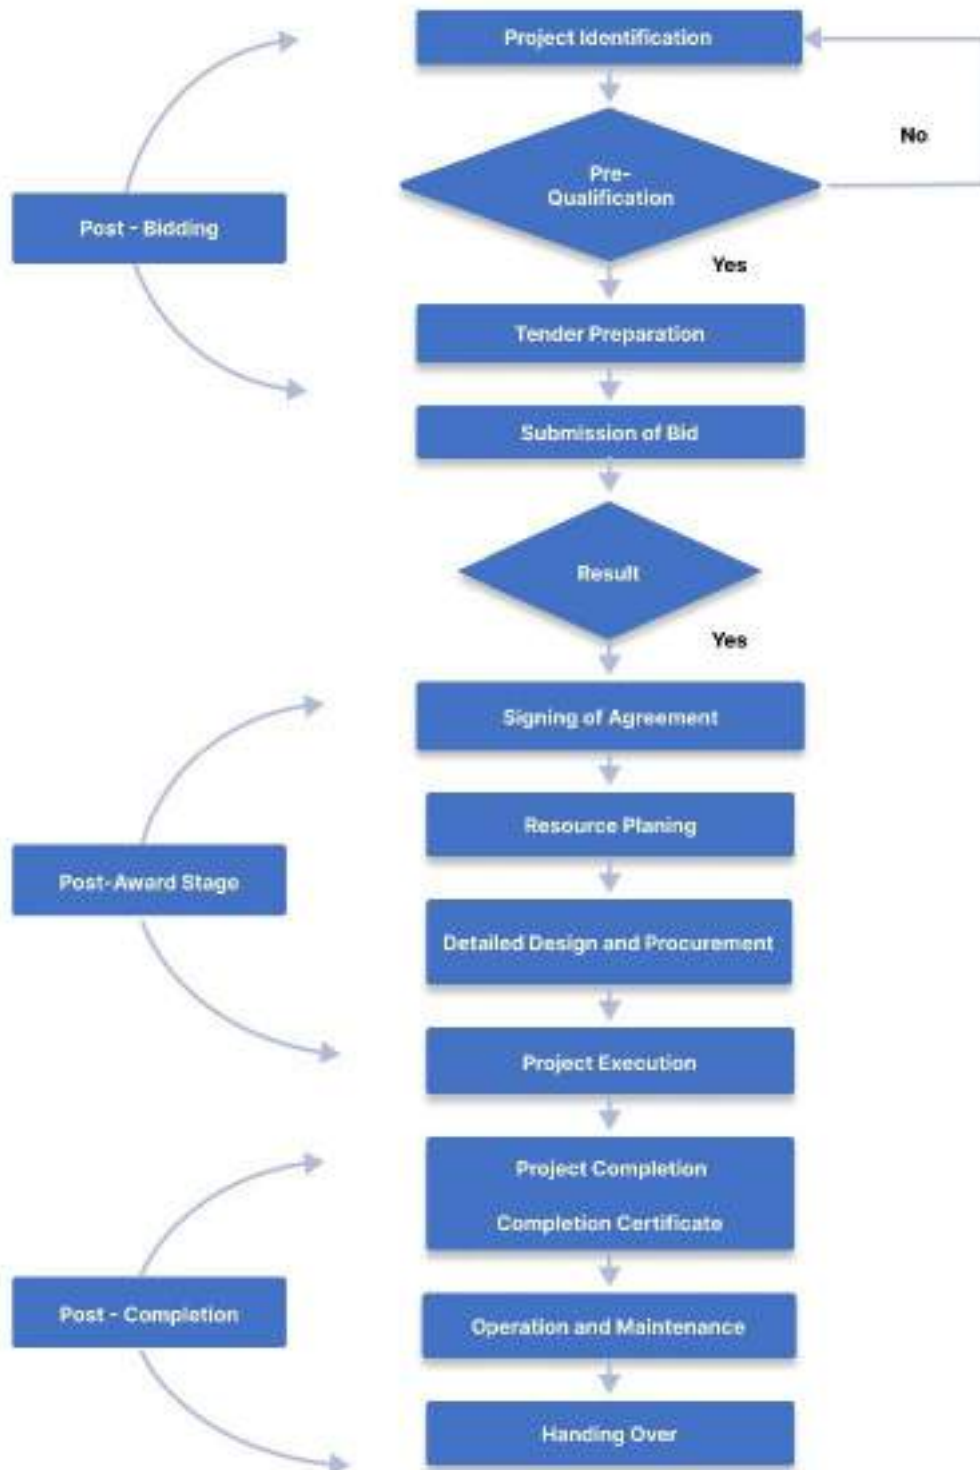 Project Identification
No
Pre-
Qualification
Post - Bidding
Yes
Tender Preparation
Submission of Bid
Result
Yes
Signing of Agreement
Resource Planing
Post-Award Stage
Detailed Design and Procurement
Project Execution
Project Completion
Completion Certificate
Post - Completion
Operation and Maintenance
Handing Over